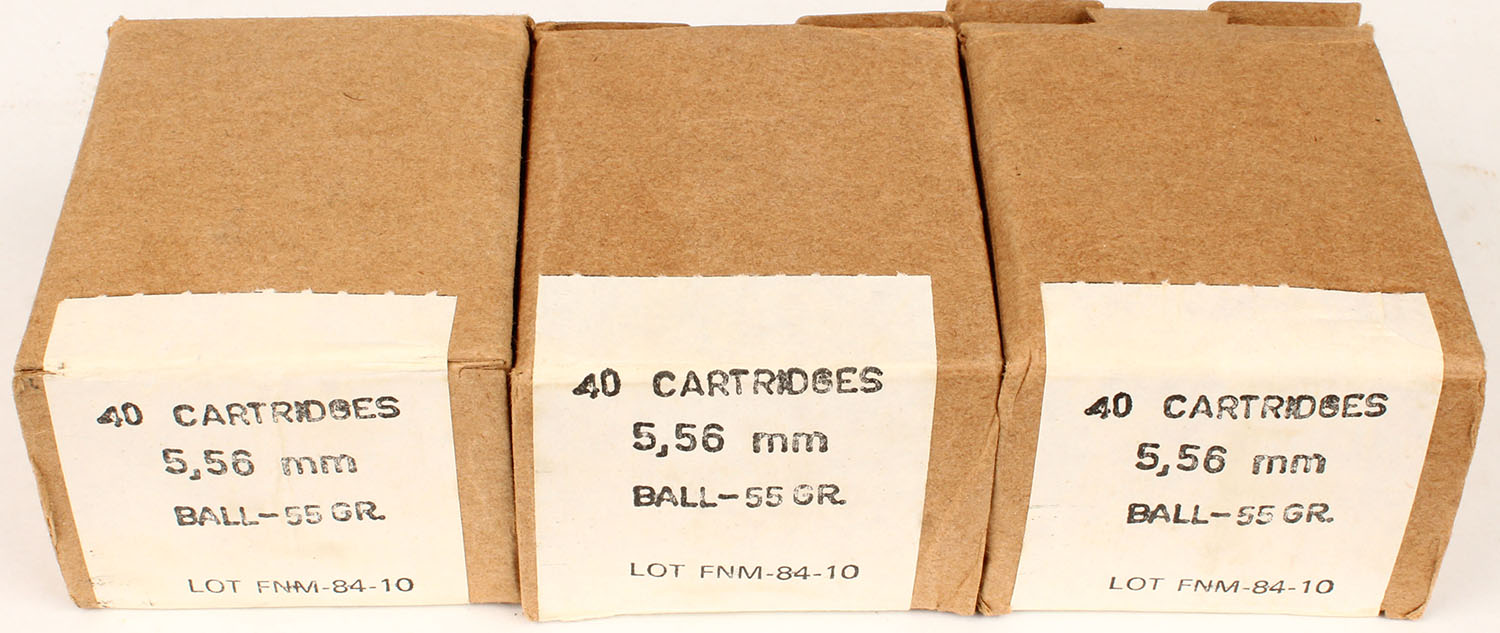 40 CARTRIDGES
5,56 mm
BALL-55 GR.
LOT FNM-84-10
40 CARTRIDGES
5,56 mm
BALL-55 GR.
LOT FNM-84-10
40 CARTRIDGES
5,56 mm
BALL-55 GR.
LOT FNM-84-10